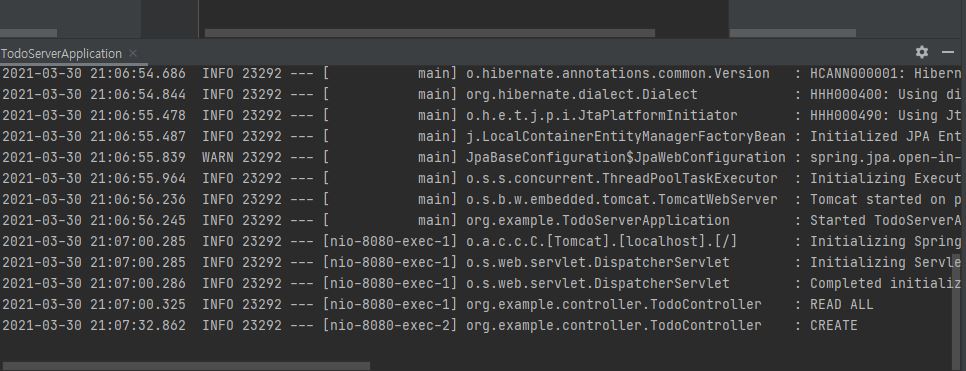 TodoServerApplication
2021-03-30 21:06:54.686  INFO 23292 --- [           main] o.hibernate.annotations.common.Version   : HCANN000001: Hibern
2021-03-30 21:06:54.844  INFO 23292 --- [           main] org.hibernate.dialect.Dialect            : HHH000400: Using di
2021-03-30 21:06:55.478  INFO 23292 --- [           main] o.h.e.t.j.p.i.JtaPlatformInitiator       : HHH000490: Using Jt
2021-03-30 21:06:55.487  INFO 23292 --- [           main] j.LocalContainerEntityManagerFactoryBean : Initialized JPA Ent
2021-03-30 21:06:55.839  WARN 23292 --- [           main] JpaBaseConfiguration$JpaWebConfiguration : spring.jpa.open-in-
2021-03-30 21:06:55.964  INFO 23292 --- [           main] o.s.s.concurrent.ThreadPoolTaskExecutor  : Initializing Execut
2021-03-30 21:06:56.236  INFO 23292 --- [           main] o.s.b.w.embedded.tomcat.TomcatWebServer  : Tomcat started on p
2021-03-30 21:06:56.245  INFO 23292 --- [           main] org.example.TodoServerApplication        : Started TodoServerA
2021-03-30 21:07:00.285  INFO 23292 --- [nio-8080-exec-1] o.a.c.c.C.[Tomcat].[localhost].[/]       : Initializing Spring
2021-03-30 21:07:00.285  INFO 23292 --- [nio-8080-exec-1] o.s.web.servlet.DispatcherServlet        : Initializing Servle
2021-03-30 21:07:00.286  INFO 23292 --- [nio-8080-exec-1] o.s.web.servlet.DispatcherServlet        : Completed initializ
2021-03-30 21:07:00.325  INFO 23292 --- [nio-8080-exec-1] org.example.controller.TodoController    : READ ALL
2021-03-30 21:07:32.862  INFO 23292 --- [nio-8080-exec-2] org.example.controller.TodoController    : CREATE